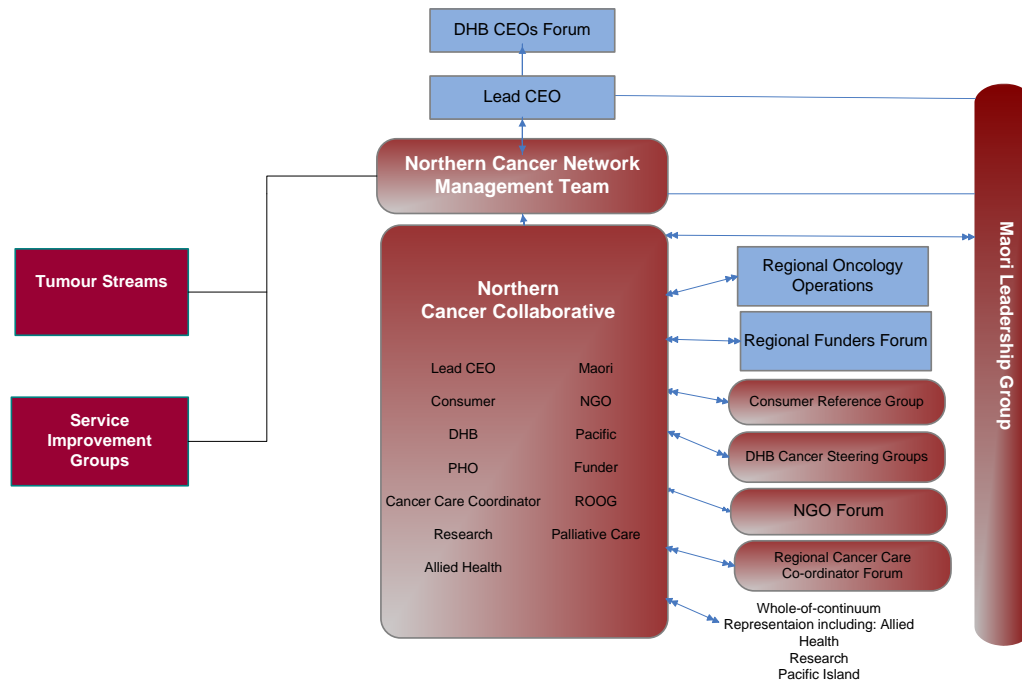 DHB CEOs Forum
Lead CEO
Northern Cancer Network
Management Team
Tumour Streams
Service
Improvement
Groups
Northern
Cancer Collaborative
Lead CEO
Consumer
DHB
PHO
Cancer Care Coordinator
Research
Allied Health
Maori
NGO
Pacific
Funder
ROOG
Palliative Care
Regional Oncology
Operations
Regional Funders Forum
Consumer Reference Group
DHB Cancer Steering Groups
NGO Forum
Regional Cancer Care
Co-ordinator Forum
Whole-of-continuum
Representaion including: Allied
Health
Research
Pacific Island
Maori Leadership Group